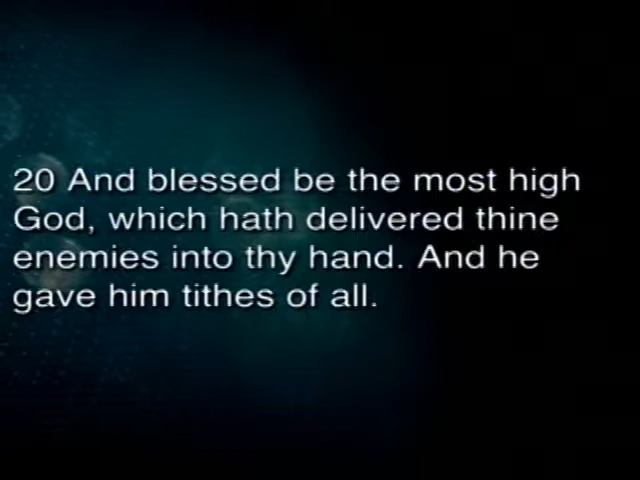 20 And blessed be the most high
God, which hath delivered thine
enemies into thy hand. And he
gave him tithes of all.